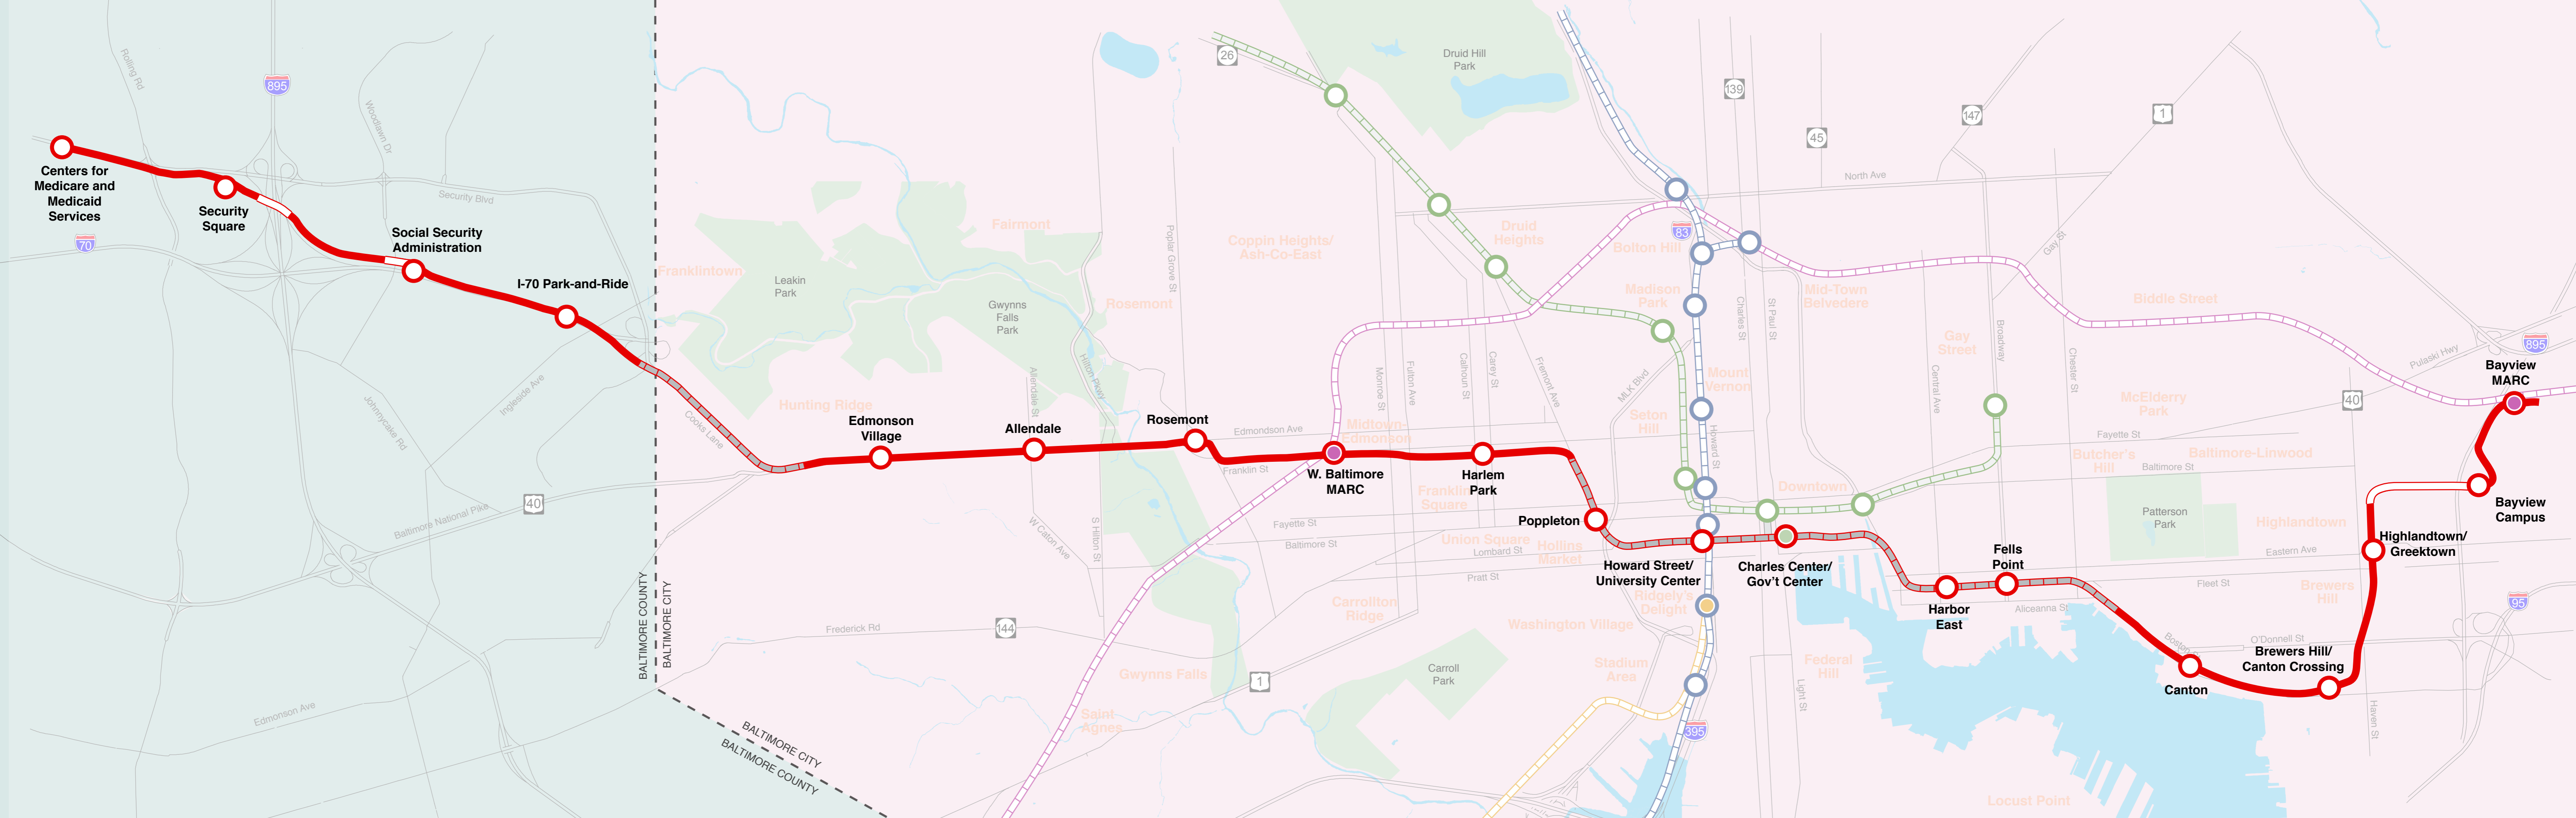 Centers for
Medicare and
Medicaid
Services
Security
Square
Social Security
Administration
I-70 Park-and-Ride
Edmonson
Village
Allendale
Rosemont
W. Baltimore
MARC
Harlem
Park
Poppleton
Howard Street/
University Center
Charles Center/
Gov't Center
Harbor
East
Fells
Point
Canton
Brewers Hill/
Canton Crossing
Highlandtown/
Greektown
Bayview
Campus
Bayview
MARC
BALTIMORE COUNTY
BALTIMORE CITY
BALTIMORE CITY
BALTIMORE COUNTY
Rolling Rd
895
Woodlawn Dr
Security Blvd
70
Ingleside Ave
Johnnycake Rd
Cooks Lane
40
Baltimore National Pike
Edmonson Ave
Frederick Rd
144
Franklintown
Leakin
Park
Fairmont
Gwynns
Falls
Park
Hunting Ridge
Rosemont
Allendale St
Hilton Pkwy
Poplar Grove St
W Caton Ave
S Hilton St
Gwynns Falls
Saint
Agnes
1
26
Druid Hill
Park
Coppin Heights/
Ash-Co-East
Druid
Heights
Bolton Hill
83
139
45
147
1
North Ave
Madison
Park
Mid-Town
Belvedere
Charles St
St Paul St
Monroe St
Fulton Ave
Calhoun St
Carey St
Fremont Ave
MLK Blvd
Mount
Vernon
Seton
Hill
Howard St
Midtown-
Edmonson
Edmondson Ave
Franklin St
Franklin
Square
Fayette St
Baltimore St
Union Square
Lombard St
Hollins
Market
Pratt St
Carroliton
Ridge
Washington Village
Ridgely's
Delight
Carroll
Park
Stadium
Area
395
Light St
Federal
Hill
Downtown
Gay St
Gay
Street
Broadway
Central Ave
Chester St
Biddle Street
McElderry
Park
Fayette St
Butcher's
Hill
Baltimore-Linwood
Baltimore St
Patterson
Park
Highlandtown
Eastern Ave
Fleet St
Aliceanna St
Brewers
Hill
O'Donnell St
Haven St
95
Pulaski Hwy
895
40
Locust Point